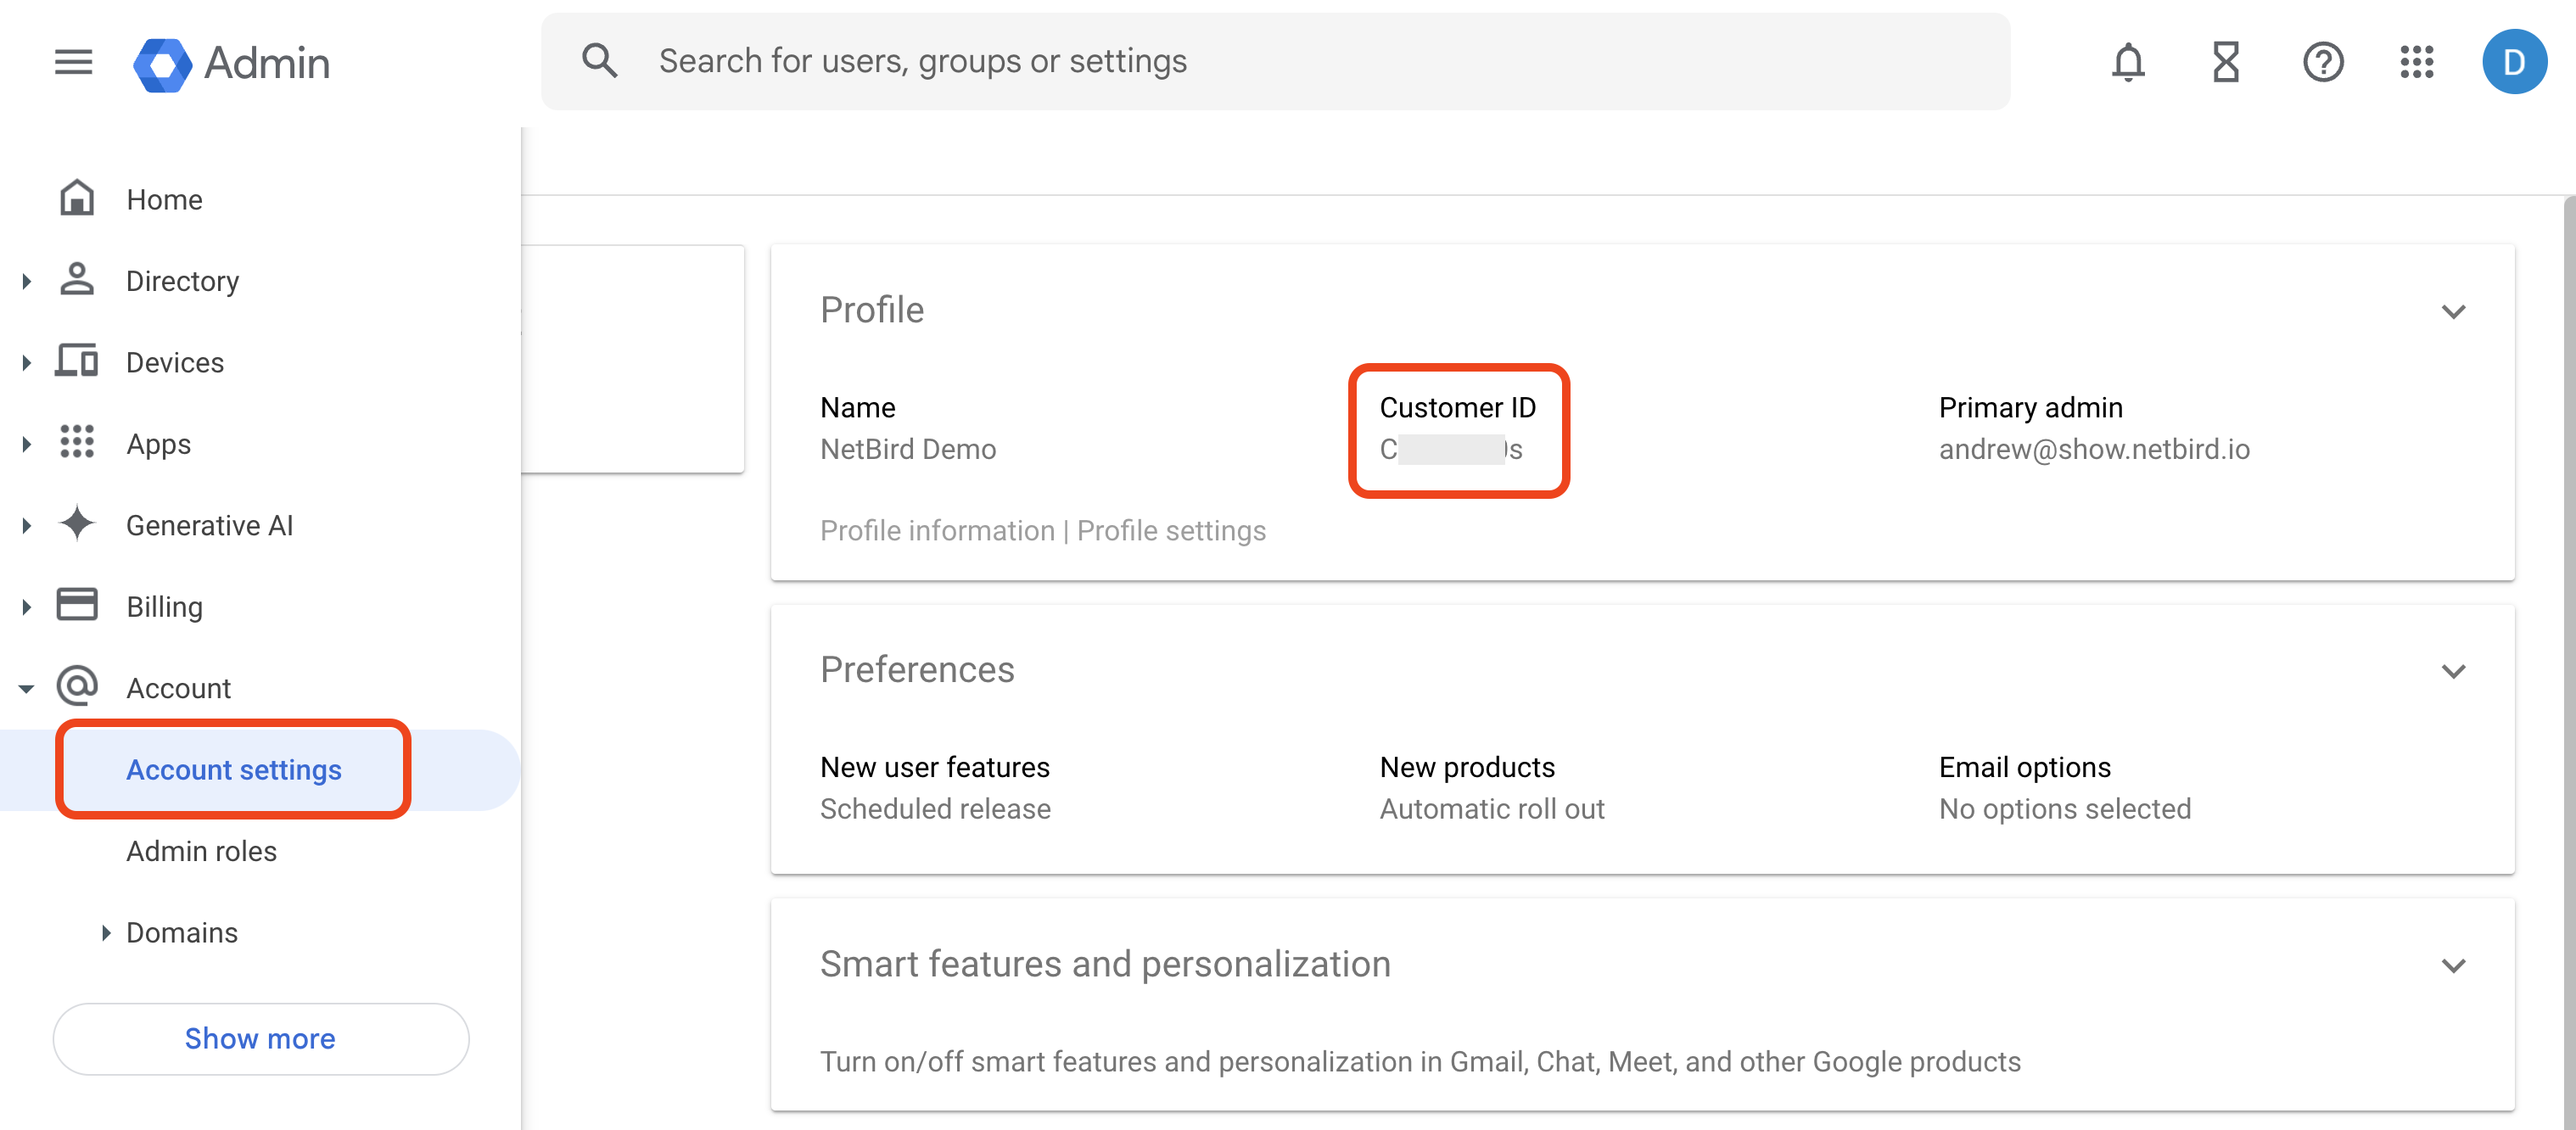 Admin
Search for users, groups or settings
D
Home
Directory
Devices
Apps
Generative AI
Billing
Account
Account settings
Admin roles
Domains
Show more
Profile
Name
NetBird Demo
Customer ID
Primary admin
andrew@show.netbird.io
Profile information | Profile settings
Preferences
New user features
Scheduled release
New products
Automatic roll out
Email options
No options selected
Smart features and personalization
Turn on/off smart features and personalization in Gmail, Chat, Meet, and other Google products